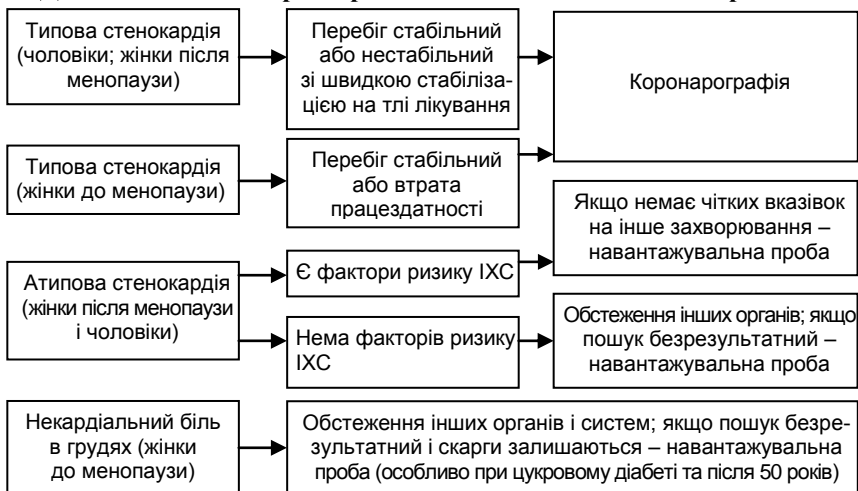 Типова стенокардія
(чоловіки; жінки після
менопаузи)
Перебіг стабільний
або нестабільний
зі швидкою стабіліза-
цією на тлі лікування
Коронарографія
Типова стенокардія
(жінки до менопаузи)
Перебіг стабільний
або втрата
працездатності
Якщо немає чітких вказівок
на інше захворювання –
навантажувальна проба
Атипова стенокардія
(жінки після менопаузи
і чоловіки)
Є фактори ризику ІХС
Нема факторів ризику
ІХС
Обстеження інших органів; якщо
пошук безрезультатний –
навантажувальна проба
Некардіальний біль
в грудях (жінки
до менопаузи)
Обстеження інших органів і систем; якщо пошук безре-
зультатний і скарги залишаються – навантажувальна
проба (особливо при цукровому діабеті та після 50 років)